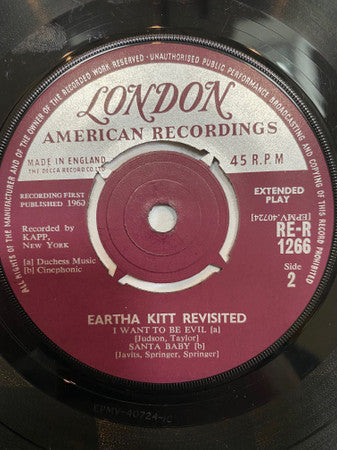 ALL RIGHTS OF THE MANUFACTURER AND OF THE OWNER OF THE RECORDED WORK RESERVED · UNAUTHORISED PUBLIC PERFORMANCE, BROADCASTING AND COPYING OF THIS RECORD PROHIBITED
LONDON
AMERICAN RECORDINGS
MADE IN ENGLAND
THE DECCA RECORD CO. LTD
45 R.P.M
RECORDING FIRST
PUBLISHED 1960
EXTENDED
PLAY
[EPMV-40724]
RE-R
1266
Side
2
Recorded by
KAPP,
New York
[a] Duchess Music
[b] Cinephonic
EARTHA KITT REVISITED
I WANT TO BE EVIL [a]
[Judson, Taylor]
SANTA BABY [b]
[Javits, Springer, Springer]